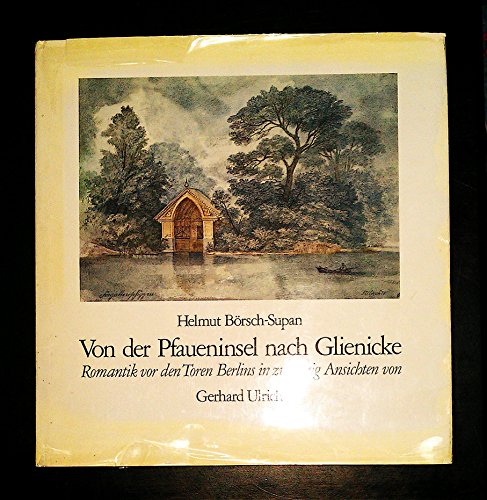 Helmut Börsch-Supan
Von der Pfaueninsel nach Glienicke
Romantik vor den Toren Berlins in Ansichten von
Gerhard Ulrich